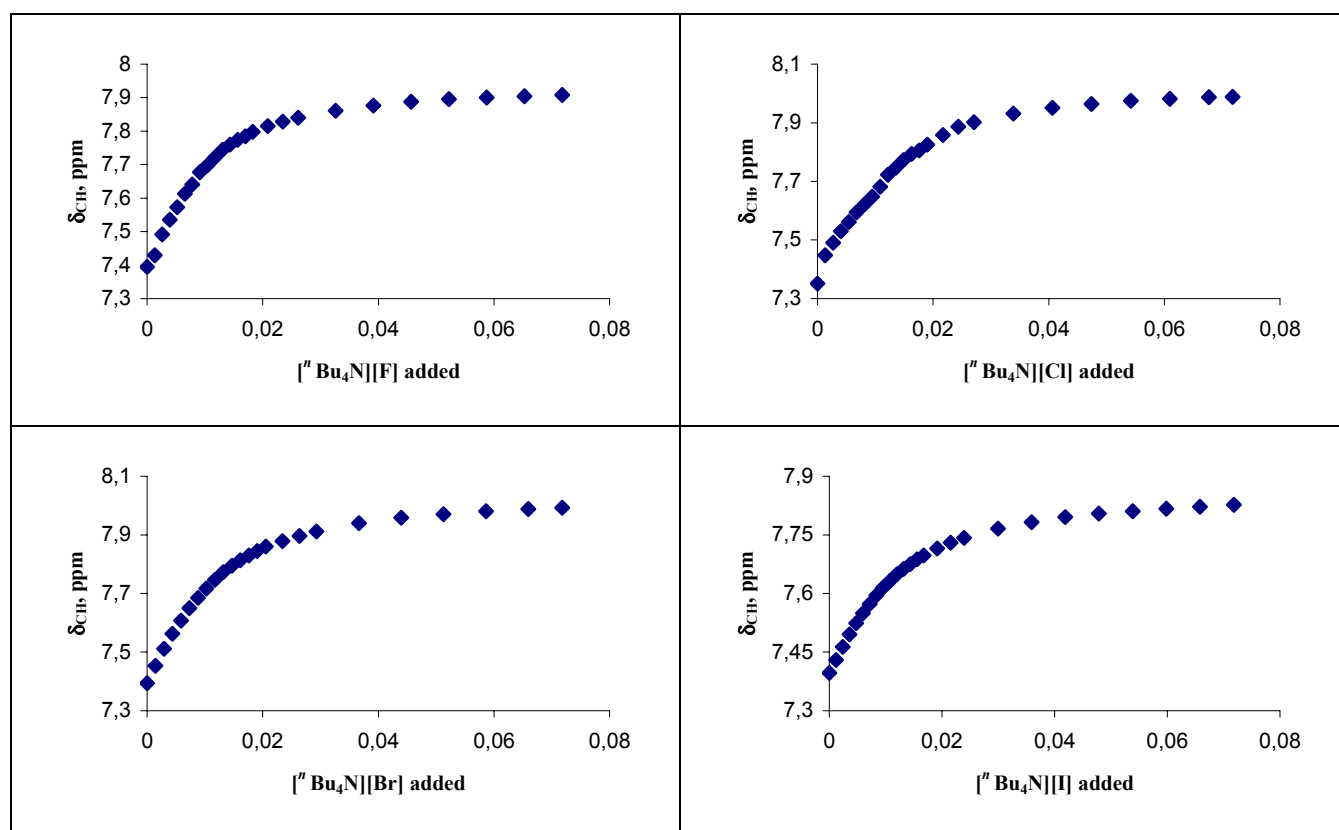 8
7,9
7,8
7,7
7,6
7,5
7,4
7,3
δCH, ppm
0 0,02 0,04 0,06 0,08
[ⁿ Bu₄N][F] added
8,1
7,9
7,7
7,5
7,3
δCH, ppm
0 0,02 0,04 0,06 0,08
[ⁿ Bu₄N][Cl] added
8,1
7,9
7,7
7,5
7,3
δCH, ppm
0 0,02 0,04 0,06 0,08
[ⁿ Bu₄N][Br] added
7,9
7,75
7,6
7,45
7,3
δCH, ppm
0 0,02 0,04 0,06 0,08
[ⁿ Bu₄N][I] added